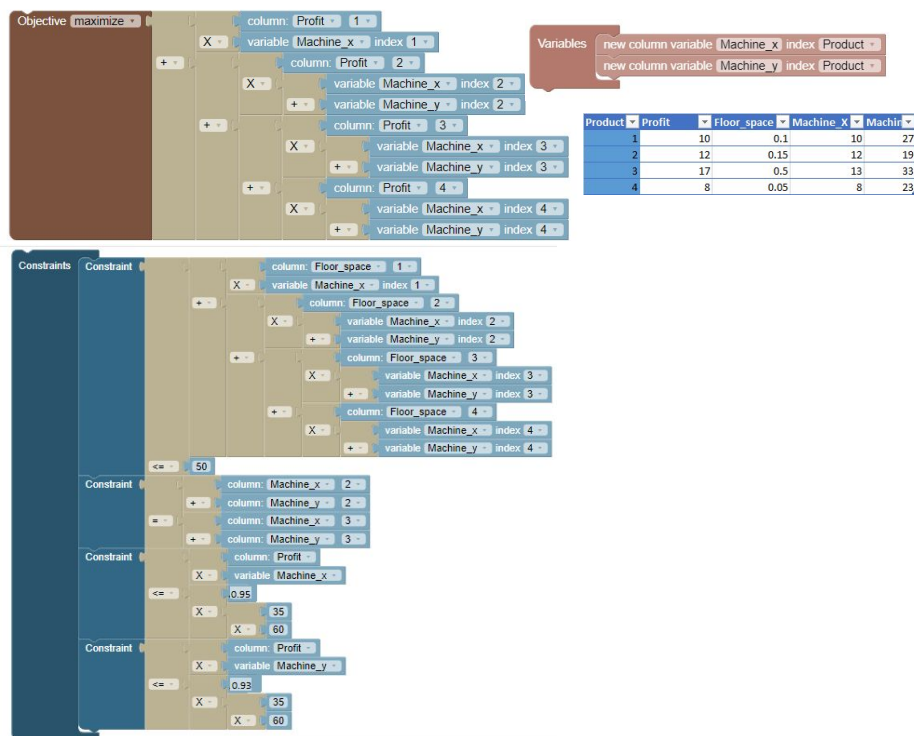 Objective maximize column: Profit 1
X variable Machine_x index 1
+ column: Profit 2
X variable Machine_x index 2
+ variable Machine_y index 2
+ column: Profit 3
X variable Machine_x index 3
+ variable Machine_y index 3
+ column: Profit 4
X variable Machine_x index 4
+ variable Machine_y index 4
Variables new column variable Machine_x index Product
new column variable Machine_y index Product
Product Profit Floor_space Machine_X Machin
1 10 0.1 10 27
2 12 0.15 12 19
3 17 0.5 13 33
4 8 0.05 8 23
Constraints Constraint column: Floor_space 1
X variable Machine_x index 1
+ column: Floor_space 2
X variable Machine_x index 2
+ variable Machine_y index 2
+ column: Floor_space 3
X variable Machine_x index 3
+ variable Machine_y index 3
+ column: Floor_space 4
X variable Machine_x index 4
+ variable Machine_y index 4
<= 50
Constraint column: Machine_x 2
+ column: Machine_y 2
= column: Machine_x 3
+ column: Machine_y 3
Constraint column: Profit
X variable Machine_x
<= 0.95
X 35
X 60
Constraint column: Profit
X variable Machine_y
<= 0.93
X 35
X 60